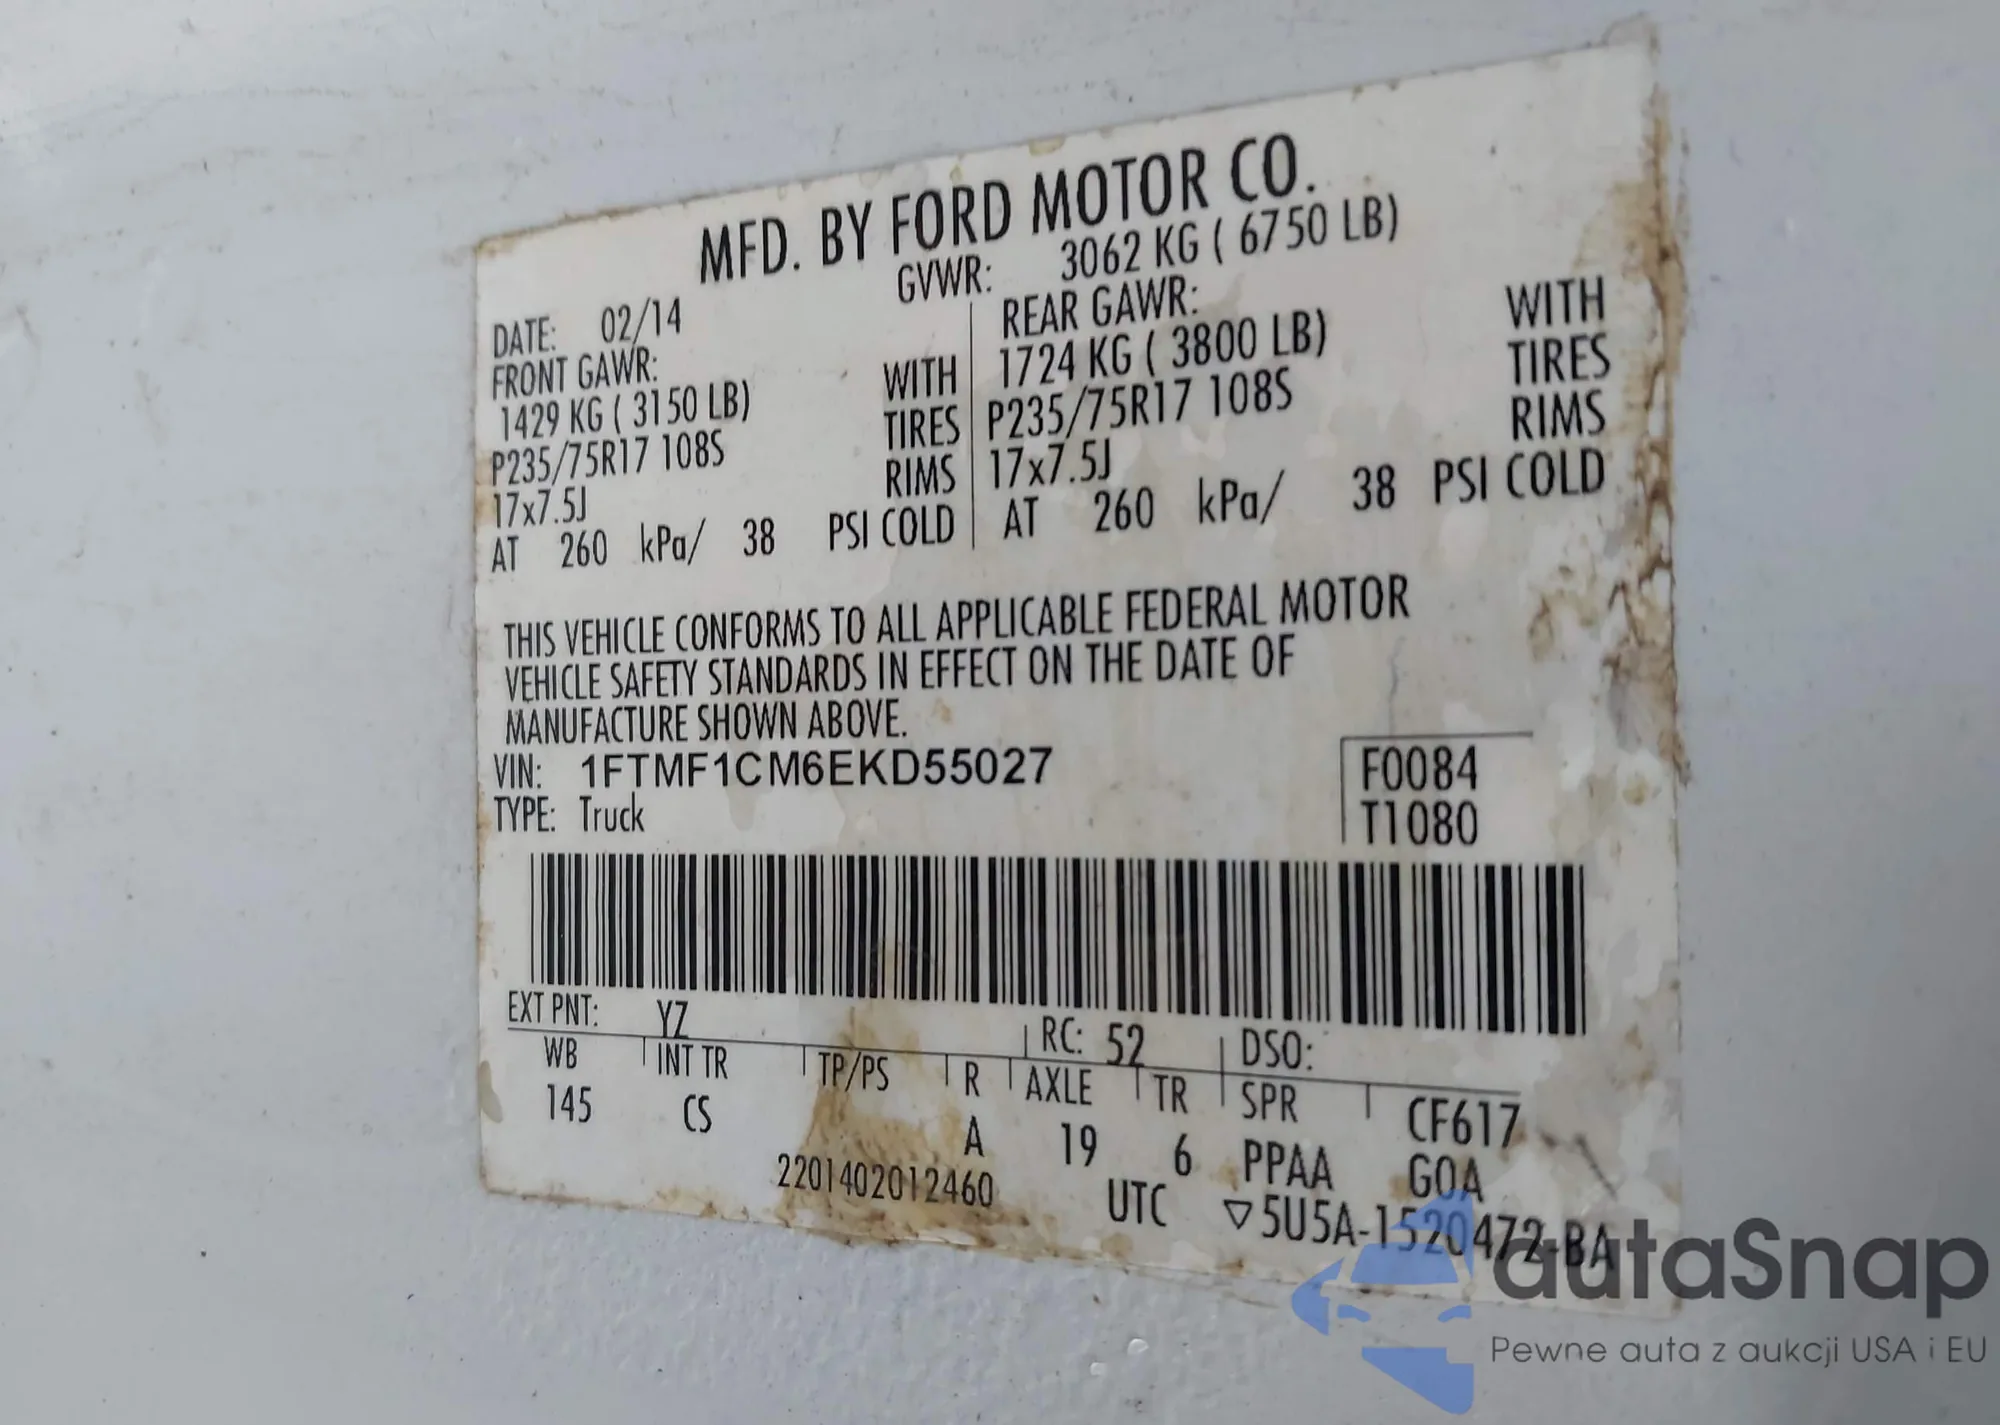 MFD. BY FORD MOTOR CO.
GVWR: 3062 KG ( 6750 LB)
DATE: 02/14
FRONT GAWR:
1429 KG ( 3150 LB) WITH
P235/75R17 108S TIRES
17x7.5J RIMS
AT 260 kPa/ 38 PSI COLD
REAR GAWR: WITH
1724 KG ( 3800 LB) TIRES
P235/75R17 108S RIMS
17x7.5J
AT 260 kPa/ 38 PSI COLD
THIS VEHICLE CONFORMS TO ALL APPLICABLE FEDERAL MOTOR
VEHICLE SAFETY STANDARDS IN EFFECT ON THE DATE OF
MANUFACTURE SHOWN ABOVE.
VIN: 1FTMF1CM6EKD55027
TYPE: Truck
F0084
T1080
EXT PNT: YZ RC: 52 DSO:
WB INT TR TP/PS R AXLE TR SPR CF617
145 CS A 19 6 PPAA GOA
2201402012460 UTC ▽5U5A-1520472-BA
autaSnap
Pewne auta z aukcji USA i EU